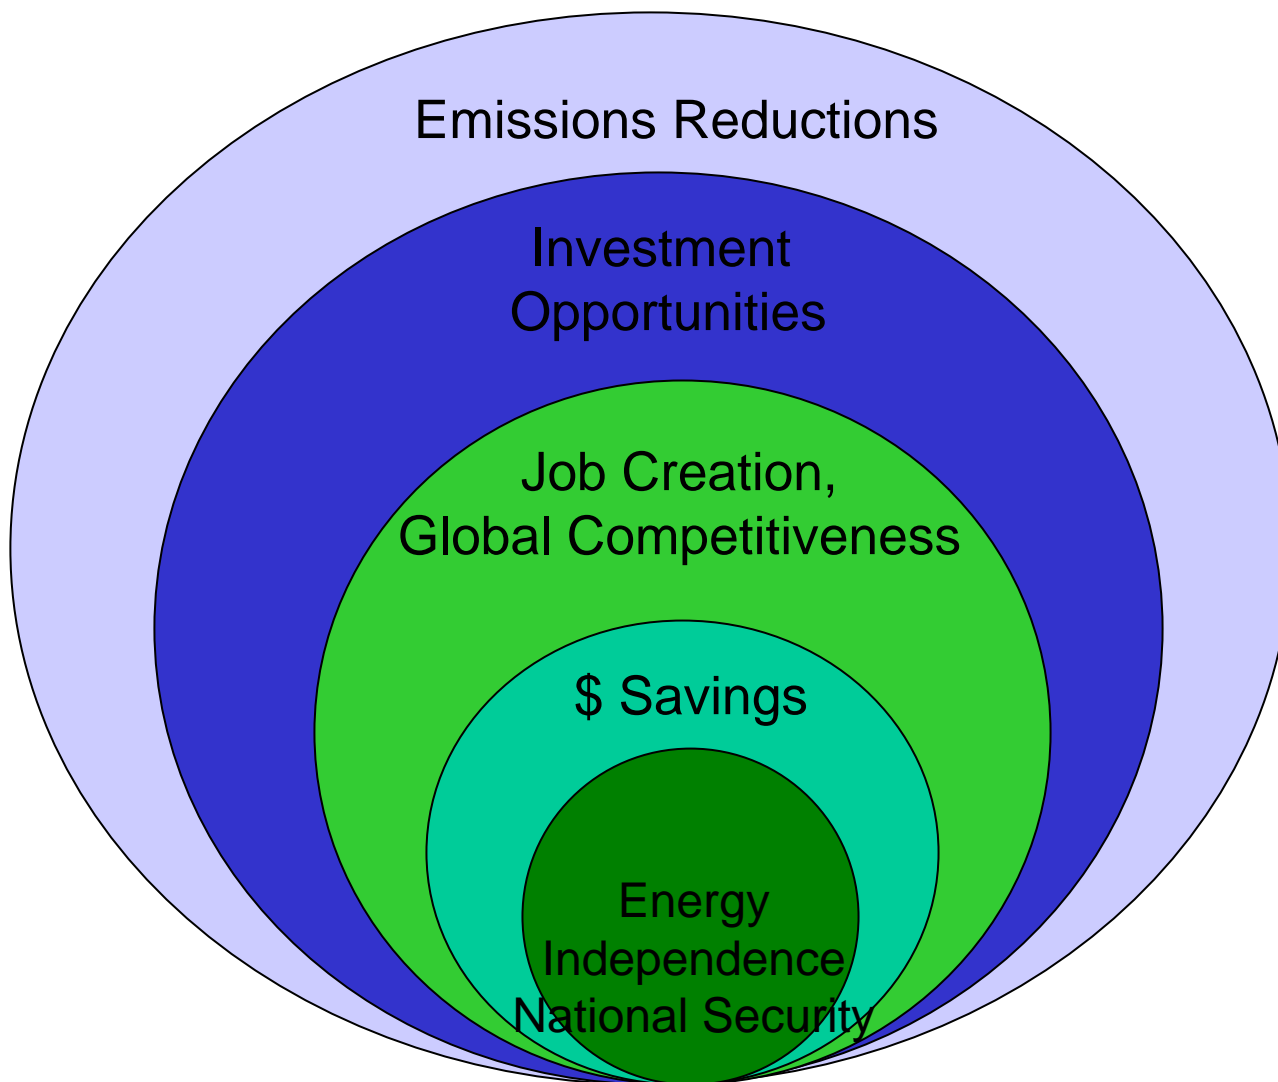 Emissions Reductions
Investment
Opportunities
Job Creation,
Global Competitiveness
$ Savings
Energy
Independence
National Security